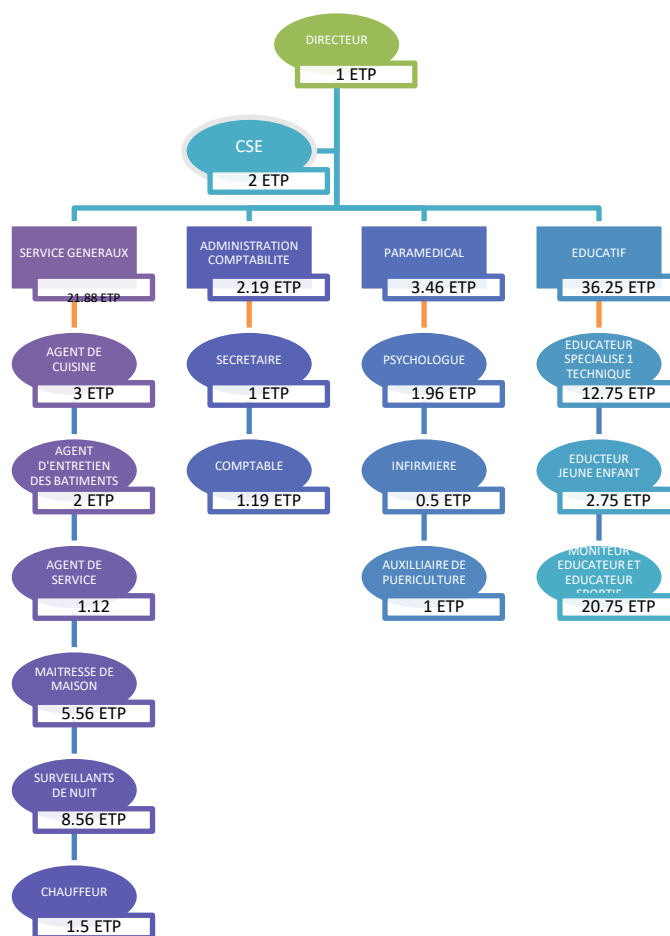 DIRECTEUR
1 ETP
CSE
2 ETP
SERVICE GENERAUX
21.88 ETP
ADMINISTRATION
COMPTABILITE
2.19 ETP
PARAMEDICAL
3.46 ETP
EDUCATIF
36.25 ETP
AGENT DE
CUISINE
3 ETP
SECRETAIRE
1 ETP
PSYCHOLOGUE
1.96 ETP
EDUCATEUR
SPECIALISE 1
TECHNIQUE
12.75 ETP
AGENT
D'ENTRETIEN
DES BATIMENTS
2 ETP
COMPTABLE
1.19 ETP
INFIRMIERE
0.5 ETP
EDUCTEUR
JEUNE ENFANT
2.75 ETP
AGENT DE
SERVICE
1.12
AUXILLIAIRE DE
PUERICULTURE
1 ETP
MONITEUR
EDUCATEUR ET
EDUCATEUR
SPORTIF
20.75 ETP
MAITRESSE DE
MAISON
5.56 ETP
SURVEILLANTS
DE NUIT
8.56 ETP
CHAUFFEUR
1.5 ETP